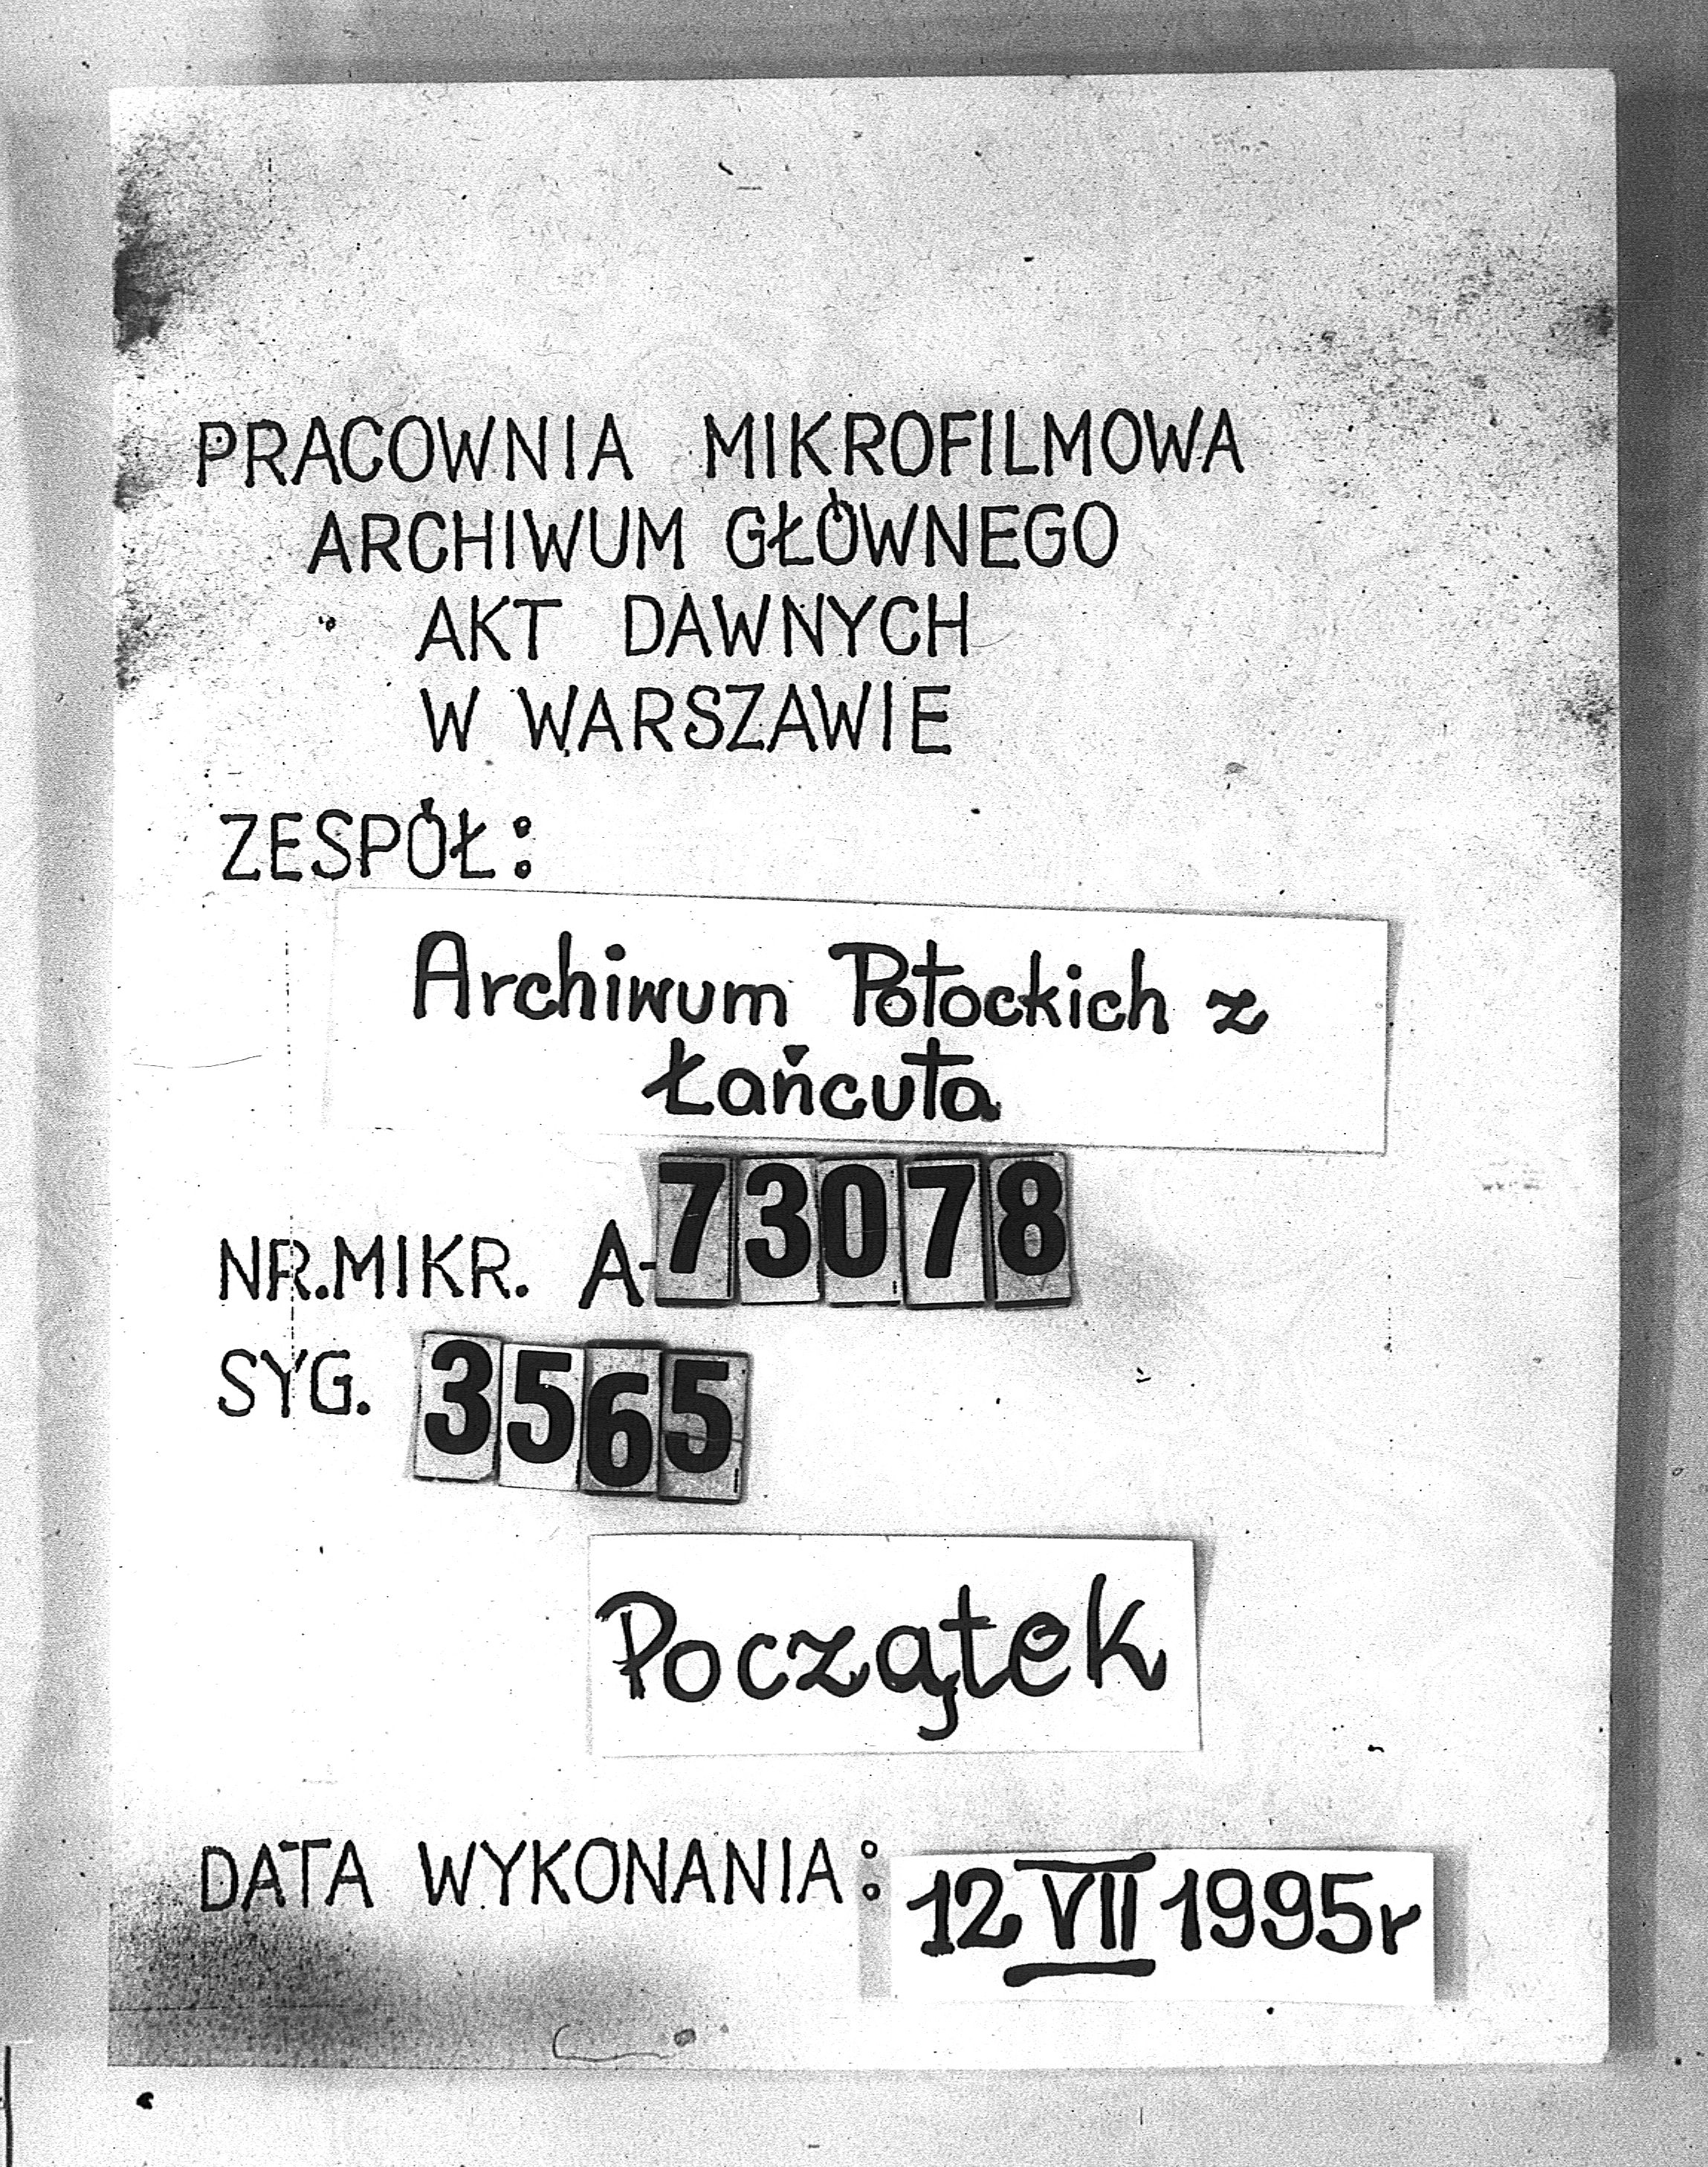 PRACOWNIA MIKROFILMOWA
ARCHIWUM GŁÓWNEGO
AKT DAWNYCH
W WARSZAWIE
ZESPÓŁ:
Archiwum Potockich z
Łańcuta
NR.MIKR. A-73078
SYG. 3565
Początek
DATA WYKONANIA: 12 VII 1995r